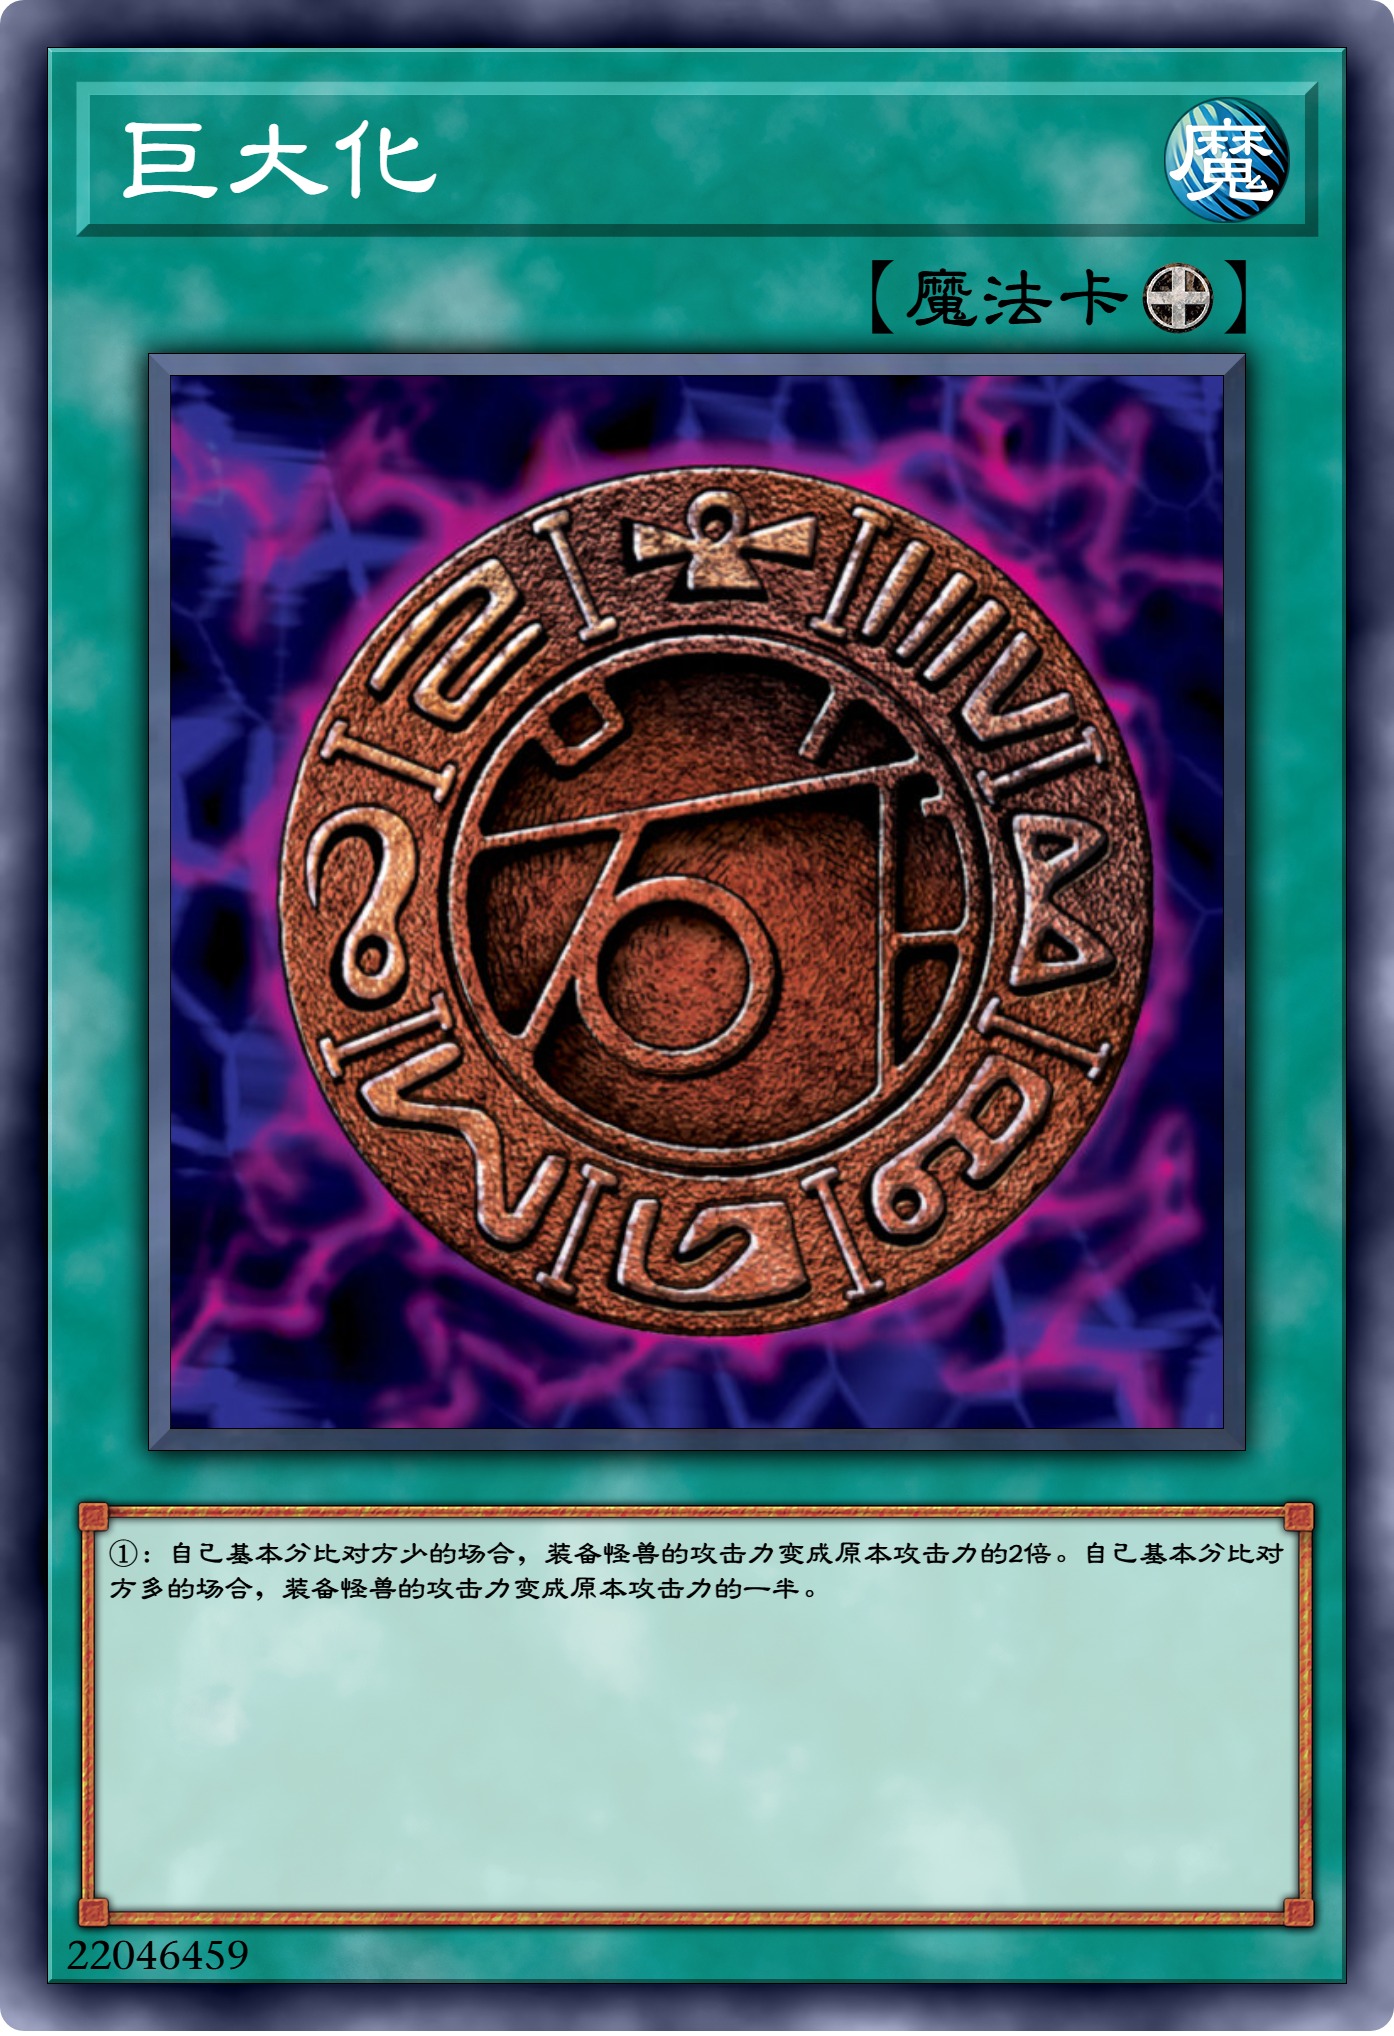 巨大化
魔
【魔法卡】
①：自己基本分比对方少的场合，装备怪兽的攻击力变成原本攻击力的2倍。自己基本分比对
方多的场合，装备怪兽的攻击力变成原本攻击力的一半。
22046459